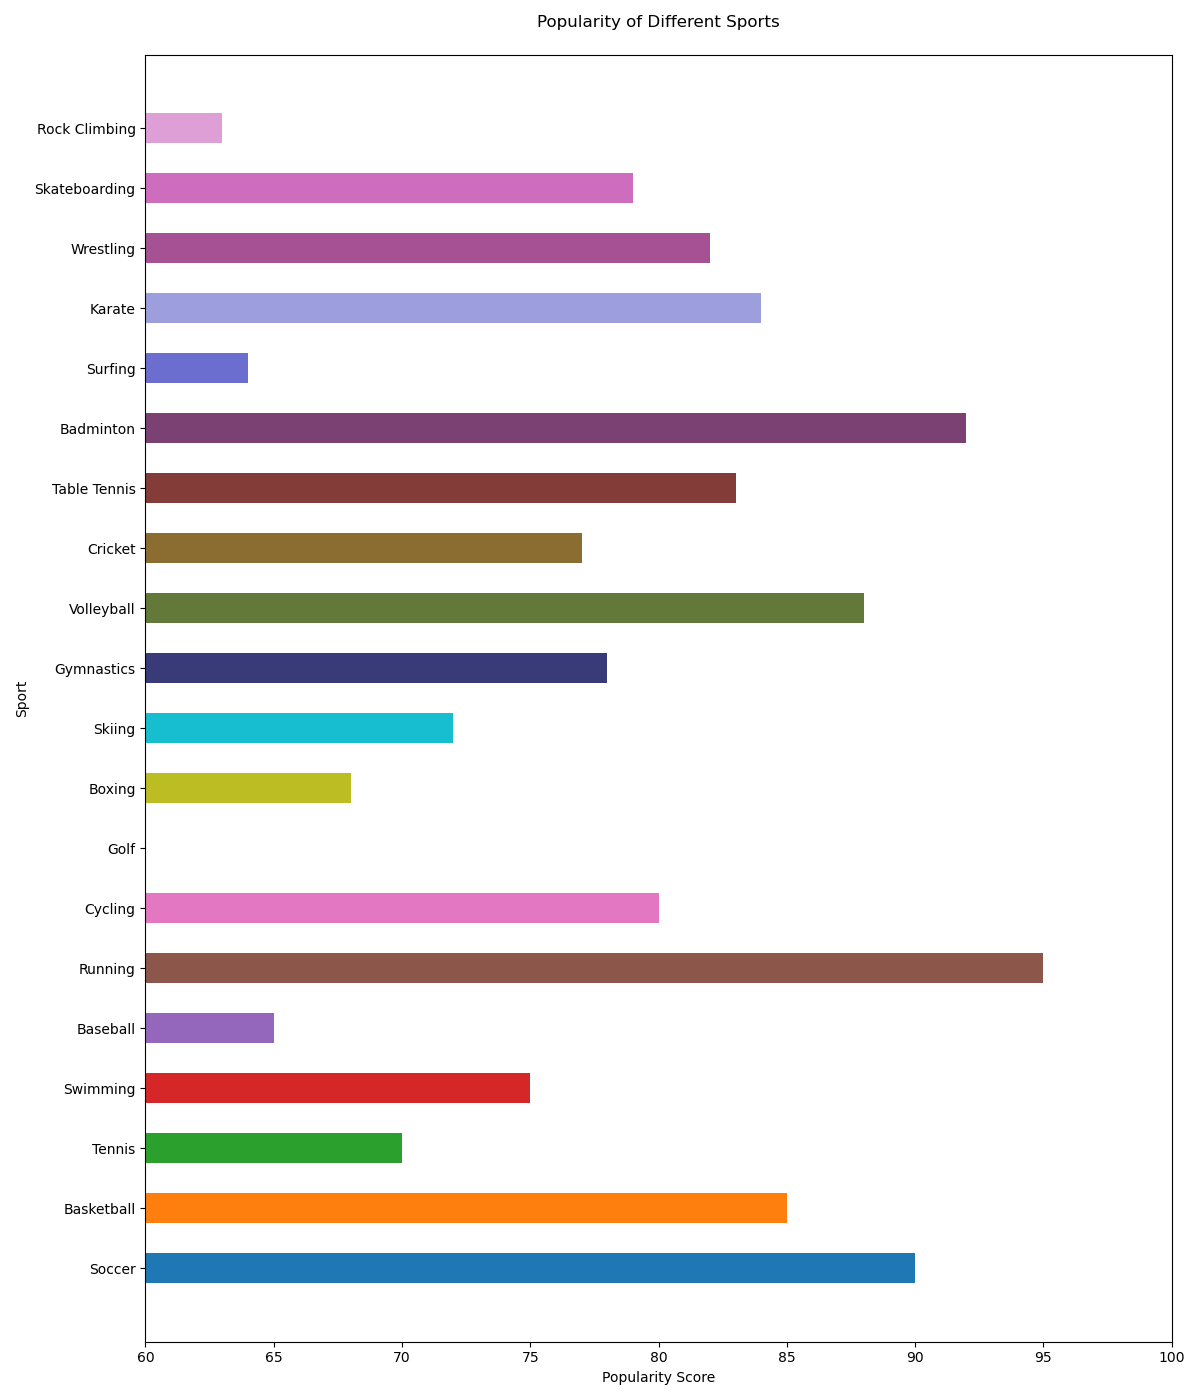 Popularity of Different Sports
Rock Climbing
Skateboarding
Wrestling
Karate
Surfing
Badminton
Table Tennis
Cricket
Volleyball
Gymnastics
Skiing
Boxing
Golf
Cycling
Running
Baseball
Swimming
Tennis
Basketball
Soccer
Sport
60 65 70 75 80 85 90 95 100
Popularity Score